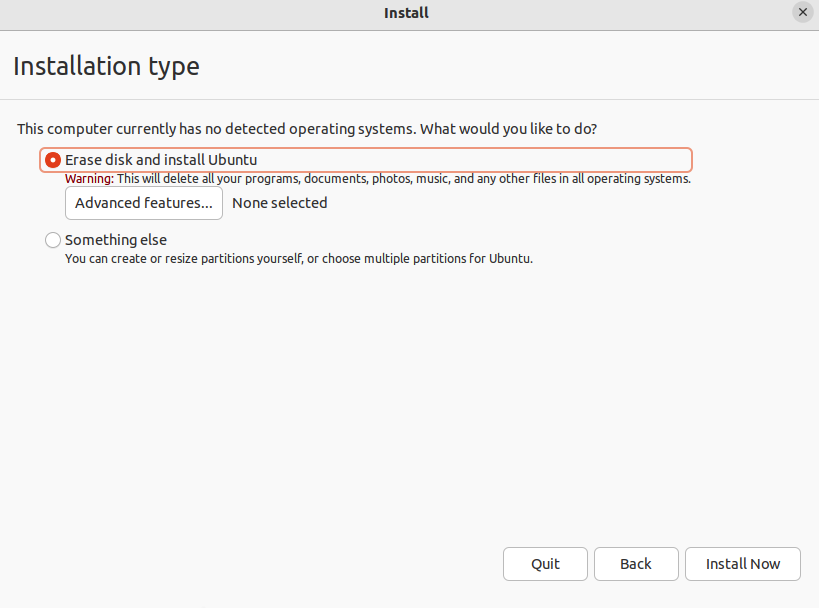 Install
Installation type
This computer currently has no detected operating systems. What would you like to do?
Erase disk and install Ubuntu
Warning: This will delete all your programs, documents, photos, music, and any other files in all operating systems.
Advanced features... None selected
Something else
You can create or resize partitions yourself, or choose multiple partitions for Ubuntu.
Quit Back Install Now